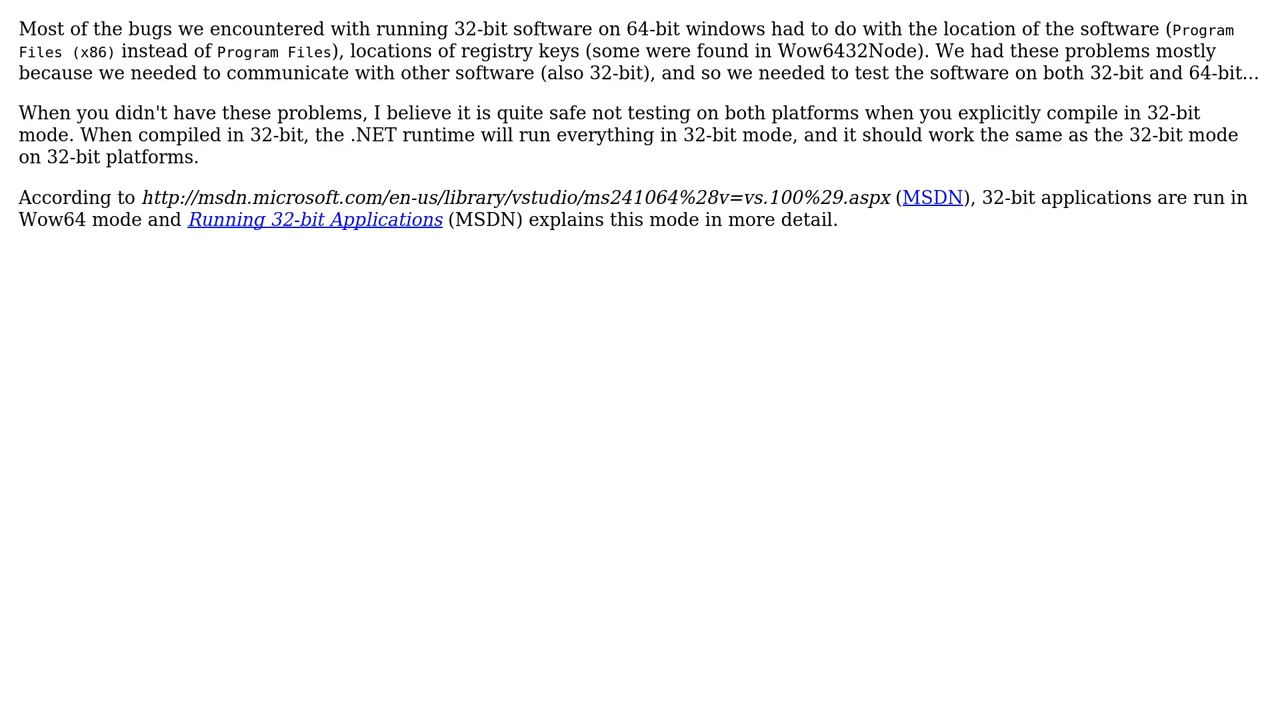 Most of the bugs we encountered with running 32-bit software on 64-bit windows had to do with the location of the software (Program
Files (x86) instead of Program Files), locations of registry keys (some were found in Wow6432Node). We had these problems mostly
because we needed to communicate with other software (also 32-bit), and so we needed to test the software on both 32-bit and 64-bit...
When you didn't have these problems, I believe it is quite safe not testing on both platforms when you explicitly compile in 32-bit
mode. When compiled in 32-bit, the .NET runtime will run everything in 32-bit mode, and it should work the same as the 32-bit mode
on 32-bit platforms.
According to http://msdn.microsoft.com/en-us/library/vstudio/ms241064%28v=vs.100%29.aspx (MSDN), 32-bit applications are run in
Wow64 mode and Running 32-bit Applications (MSDN) explains this mode in more detail.